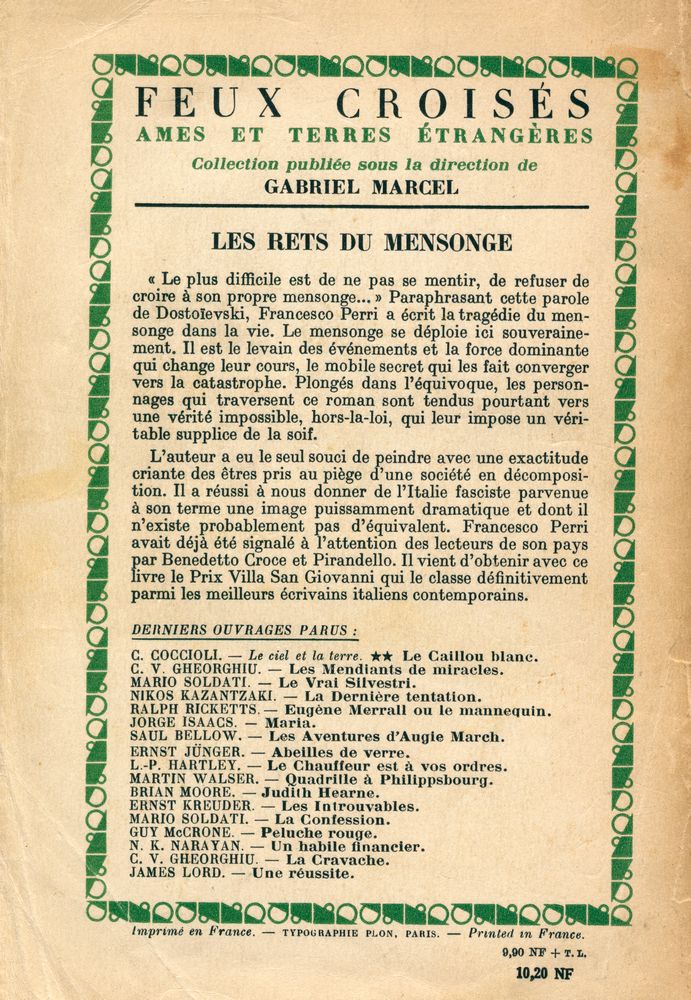 FEUX CROISÉS
AMES ET TERRES ÉTRANGÈRES
Collection publiée sous la direction de
GABRIEL MARCEL
LES RETS DU MENSONGE
« Le plus difficile est de ne pas se mentir, de refuser de
croire à son propre mensonge... » Paraphrasant cette parole
de Dostoïevski, Francesco Perri a écrit la tragédie du men-
songe dans la vie. Le mensonge se déploie ici souveraine-
ment. Il est le levain des événements et la force dominante
qui change leur cours, le mobile secret qui les fait converger
vers la catastrophe. Plongés dans l'équivoque, les person-
nages qui traversent ce roman sont tendus pourtant vers
une vérité impossible, hors-la-loi, qui leur impose un véri-
table supplice de la soif.
L'auteur a eu le seul souci de peindre avec une exactitude
criante des êtres pris au piège d'une société en décomposi-
tion. Il a réussi à nous donner de l'Italie fasciste parvenue
à son terme une image puissamment dramatique et dont il
n'existe probablement pas d'équivalent. Francesco Perri
avait déjà été signalé à l'attention des lecteurs de son pays
par Benedetto Croce et Pirandello. Il vient d'obtenir avec ce
livre le Prix Villa San Giovanni qui le classe définitivement
parmi les meilleurs écrivains italiens contemporains.
DERNIERS OUVRAGES PARUS :
C. COCCIOLI. — Le ciel et la terre. ★★ Le Caillou blanc.
C. V. GHEORGHIU. — Les Mendiants de miracles.
MARIO SOLDATI. — Le Vrai Silvestri.
NIKOS KAZANTZAKI. — La Dernière tentation.
RALPH RICKETTS. — Eugène Merrall ou le mannequin.
JORGE ISAACS. — Maria.
SAUL BELLOW. — Les Aventures d'Augie March.
ERNST JÜNGER. — Abeilles de verre.
L.-P. HARTLEY. — Le Chauffeur est à vos ordres.
MARTIN WALSER. — Quadrille à Philippsbourg.
BRIAN MOORE. — Judith Hearne.
ERNST KREUDER. — Les Introuvables.
MARIO SOLDATI. — La Confession.
GUY McCRONE. — Peluche rouge.
N. K. NARAYAN. — Un habile financier.
C. V. GHEORGHIU. — La Cravache.
JAMES LORD. — Une réussite.
Imprimé en France. — TYPOGRAPHIE PLON, PARIS. — Printed in France.
9,90 NF + T. L.
10,20 NF